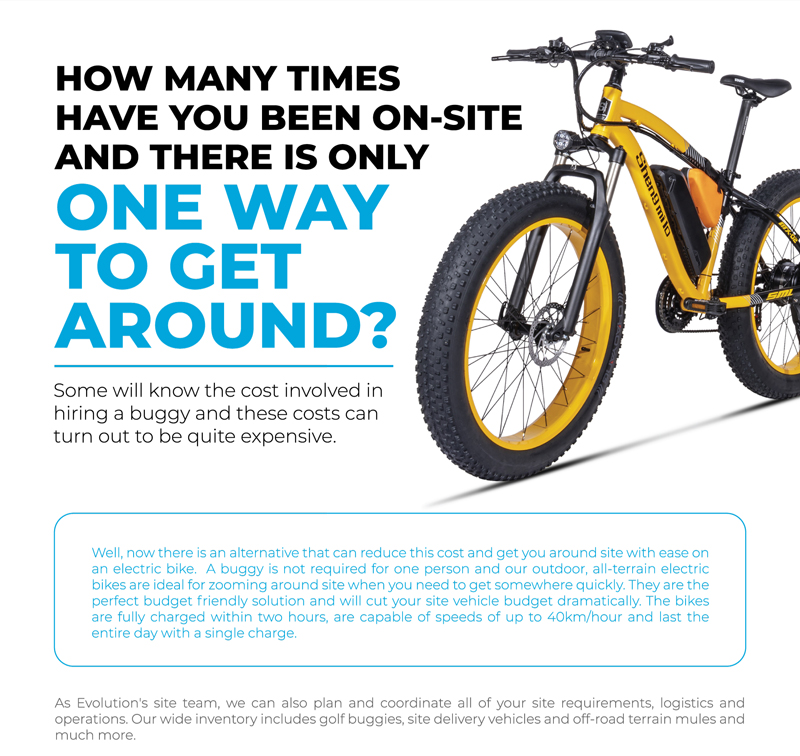 HOW MANY TIMES
HAVE YOU BEEN ON-SITE
AND THERE IS ONLY
ONE WAY
TO GET
AROUND?
Some will know the cost involved in
hiring a buggy and these costs can
turn out to be quite expensive.
Shengmilo
MX02
SML
Well, now there is an alternative that can reduce this cost and get you around site with ease on
an electric bike. A buggy is not required for one person and our outdoor, all-terrain electric
bikes are ideal for zooming around site when you need to get somewhere quickly. They are the
perfect budget friendly solution and will cut your site vehicle budget dramatically. The bikes
are fully charged within two hours, are capable of speeds of up to 40km/hour and last the
entire day with a single charge.
As Evolution's site team, we can also plan and coordinate all of your site requirements, logistics and
operations. Our wide inventory includes golf buggies, site delivery vehicles and off-road terrain mules and
much more.